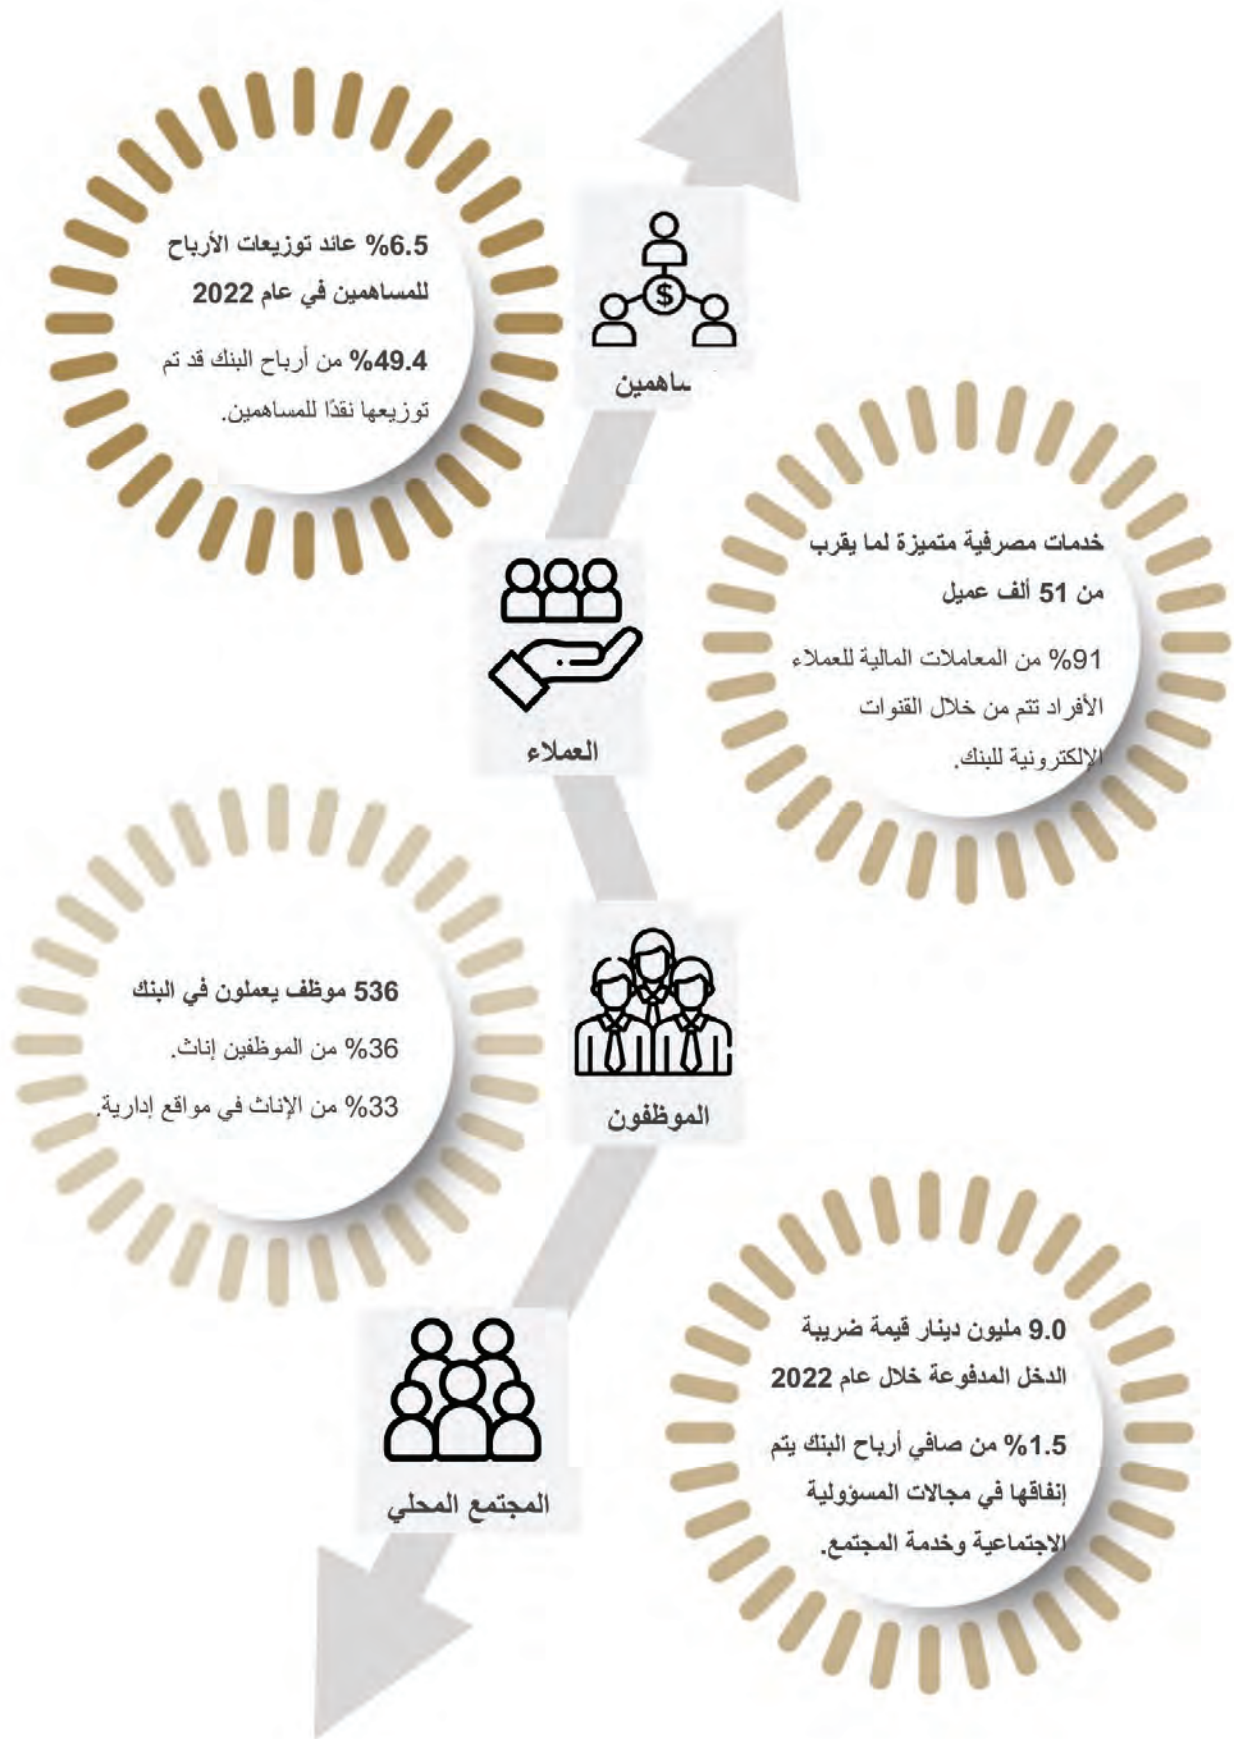 %6.5 عائد توزيعات الأرباح
للمساهمين في عام 2022
%49.4 من أرباح البنك قد تم
توزيعها نقدًا للمساهمين.
ساهمين
خدمات مصرفية متميزة لما يقرب
من 51 ألف عميل
%91 من المعاملات المالية للعملاء
الأفراد تتم من خلال القنوات
الإلكترونية للبنك.
العملاء
536 موظف يعملون في البنك
%36 من الموظفين إناث.
%33 من الإناث في مواقع إدارية.
الموظفون
9.0 مليون دينار قيمة ضريبة
الدخل المدفوعة خلال عام 2022
%1.5 من صافي أرباح البنك يتم
إنفاقها في مجالات المسؤولية
الاجتماعية وخدمة المجتمع.
المجتمع المحلي